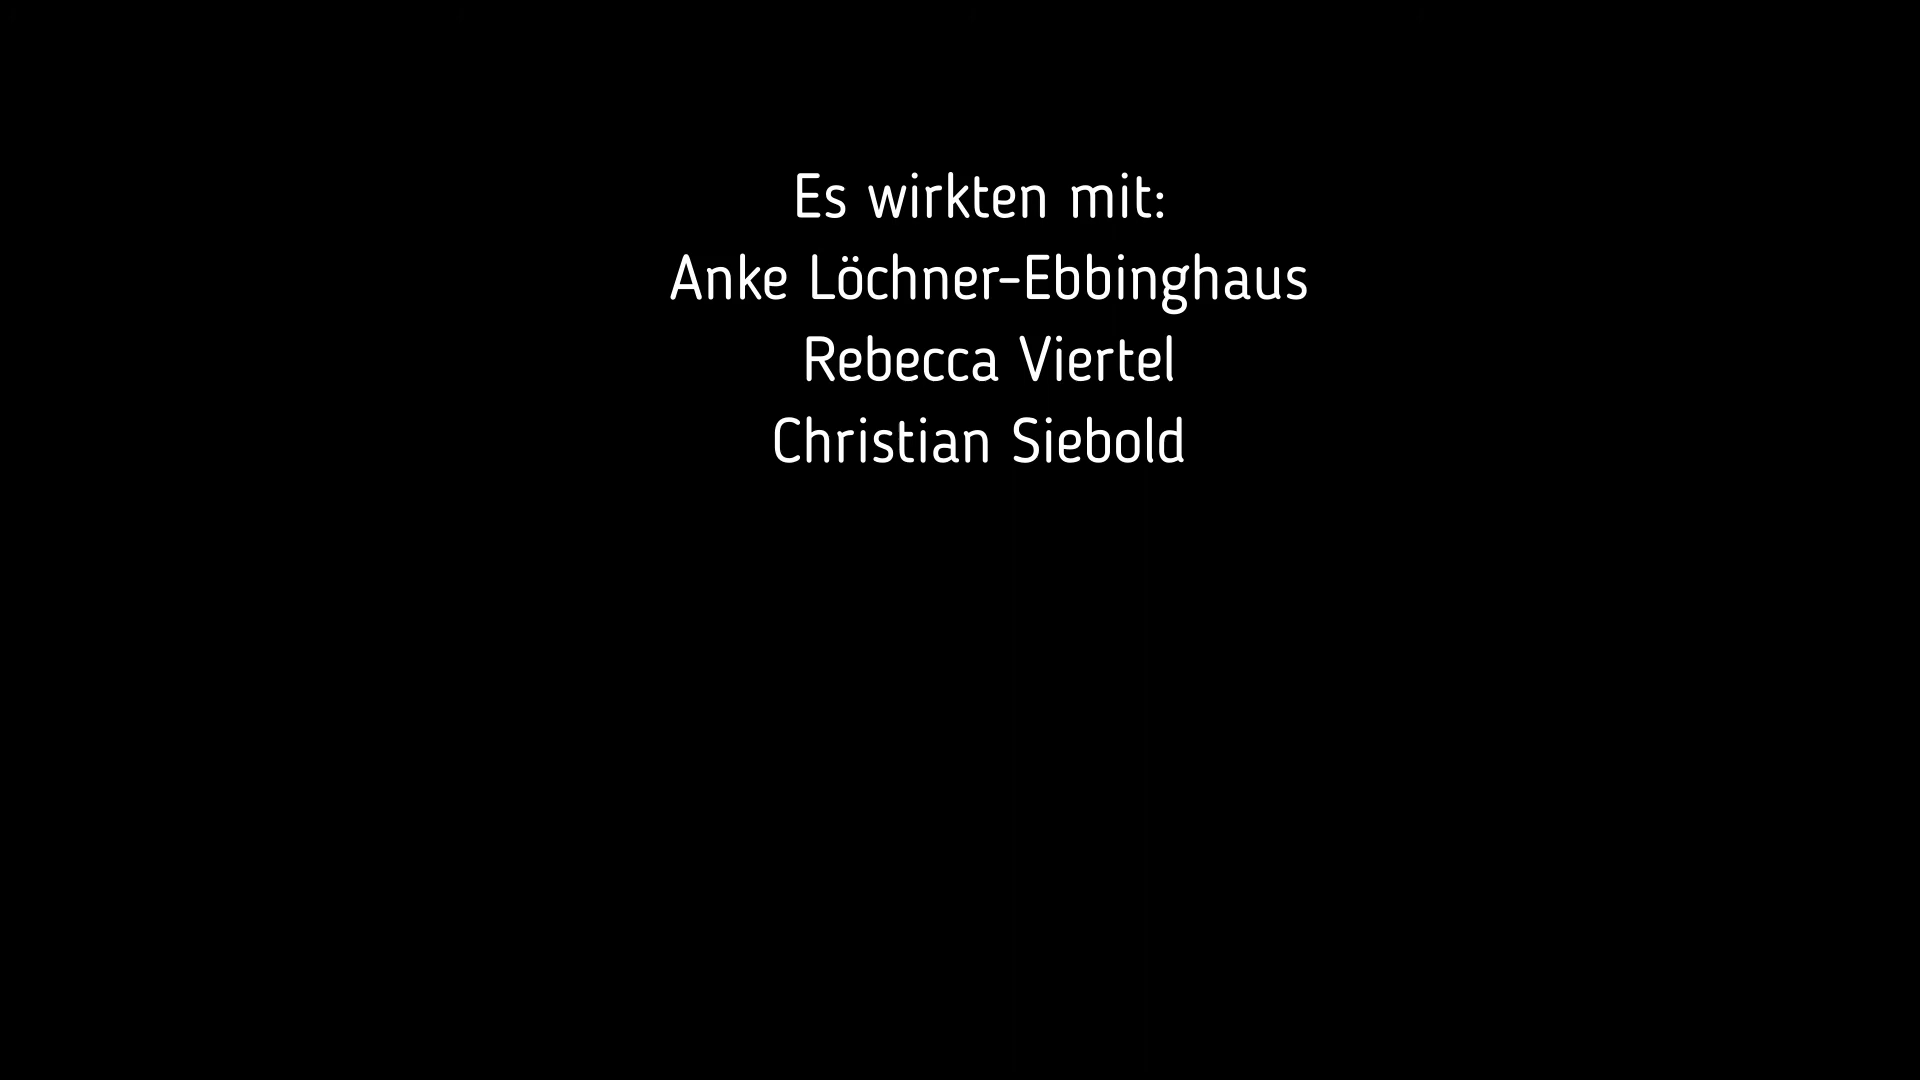 Es wirkten mit:
Anke Löchner-Ebbinghaus
Rebecca Viertel
Christian Siebold